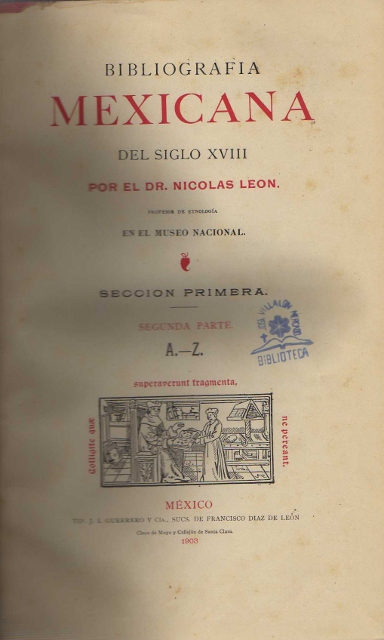 BIBLIOGRAFIA
MEXICANA
DEL SIGLO XVIII
POR EL DR. NICOLAS LEON.
PROFESOR DE ETNOLOGÍA
EN EL MUSEO NACIONAL.
SECCION PRIMERA.
SEGUNDA PARTE.
A.—Z.
VILLALON
BIBLIOTECA
superaverunt fragmenta,
Colligite quæ
ne pereant.
MÉXICO
TIP. J. I. GUERRERO Y CIA., SUCS. DE FRANCISCO DIAZ DE LEÓN
Cinco de Mayo y Callejón de Santa Clara.
1903